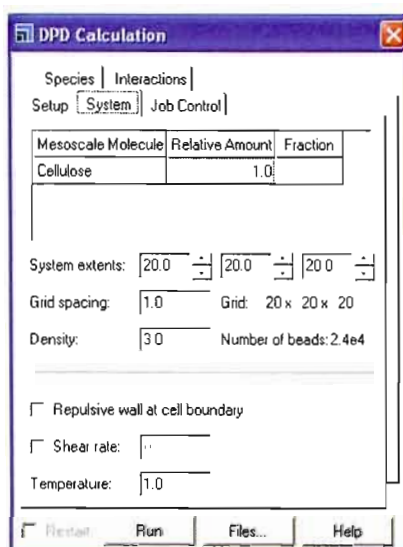 DPD Calculation
Species Interactions
Setup System Job Control
Mesoscale Molecule Relative Amount Fraction
Cellulose 1.0
System extents: 20.0 20.0 20 0
Grid spacing: 1.0 Grid: 20 x 20 x 20
Density: 3 0 Number of beads: 2.4e4
Repulsive wall at cell boundary
Shear rate:
Temperature: 1.0
Restart Run Files... Help